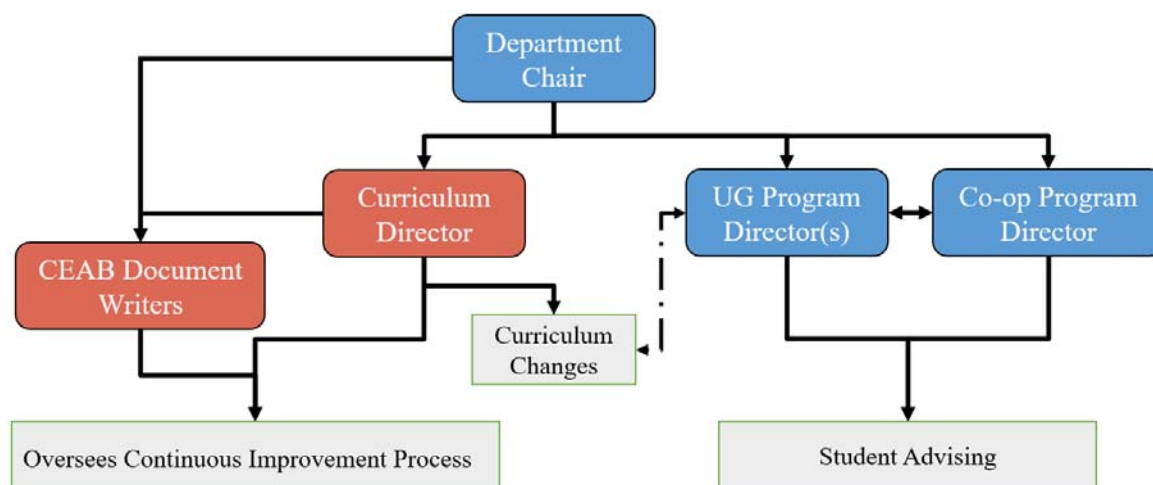 Department
Chair
Curriculum
Director
UG Program
Director(s)
Co-op Program
Director
CEAB Document
Writers
Curriculum
Changes
Oversees Continuous Improvement Process
Student Advising